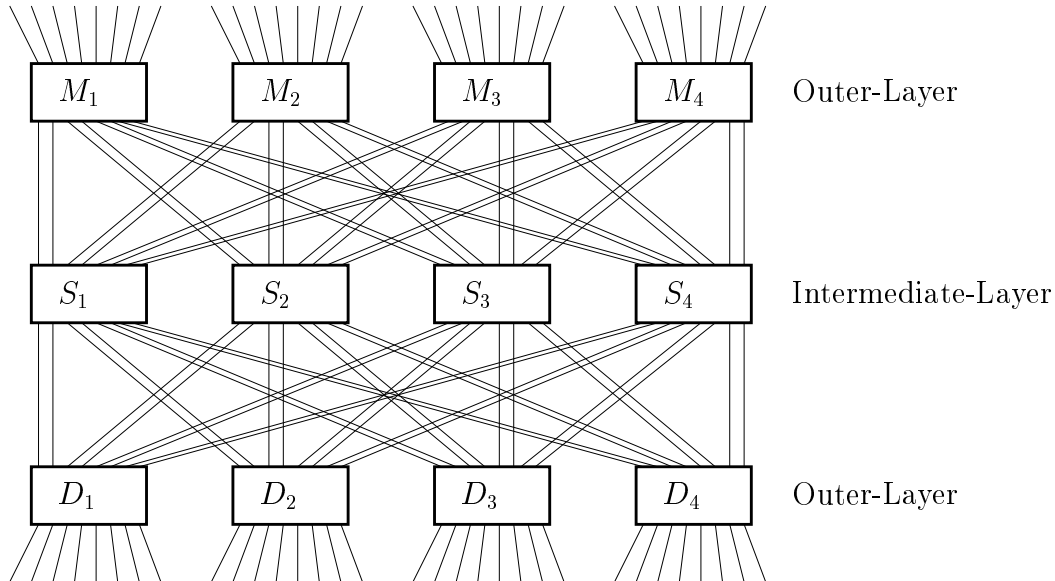 M₁ M₂ M₃ M₄ Outer-Layer
S₁ S₂ S₃ S₄ Intermediate-Layer
D₁ D₂ D₃ D₄ Outer-Layer